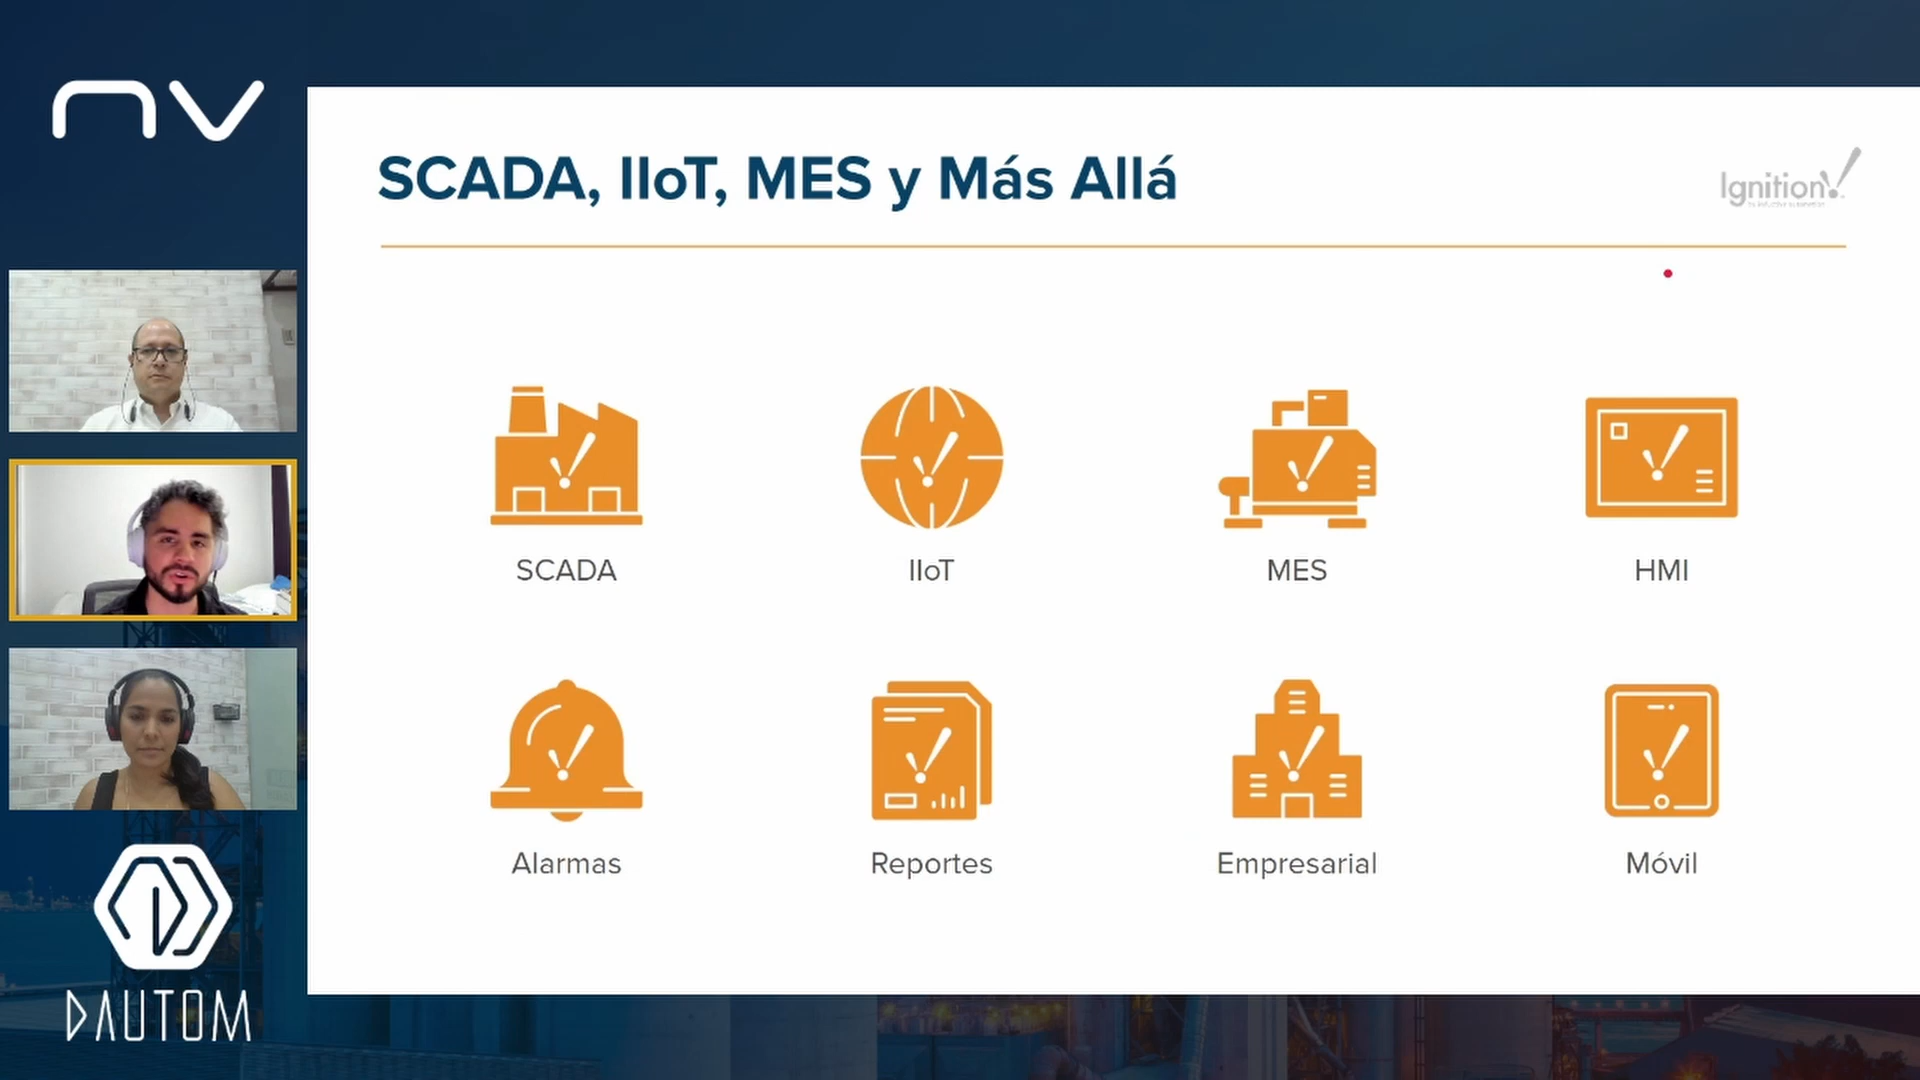 nv
SCADA, IIoT, MES y Más Allá
Ignition!
SCADA
IIoT
MES
HMI
Alarmas
Reportes
Empresarial
Móvil
DAUTOM